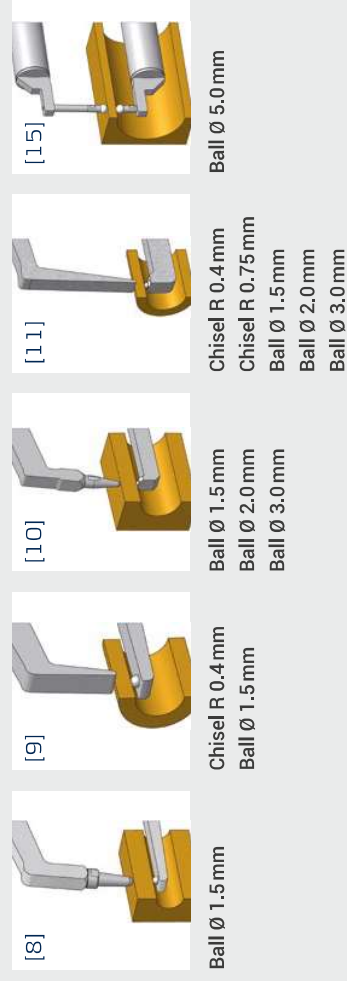 [8]
Ball Ø 1.5 mm
[9]
Chisel R 0.4 mm
Ball Ø 1.5 mm
[10]
Ball Ø 1.5 mm
Ball Ø 2.0 mm
Ball Ø 3.0 mm
[11]
Chisel R 0.4 mm
Chisel R 0.75 mm
Ball Ø 1.5 mm
Ball Ø 2.0 mm
Ball Ø 3.0 mm
[15]
Ball Ø 5.0 mm